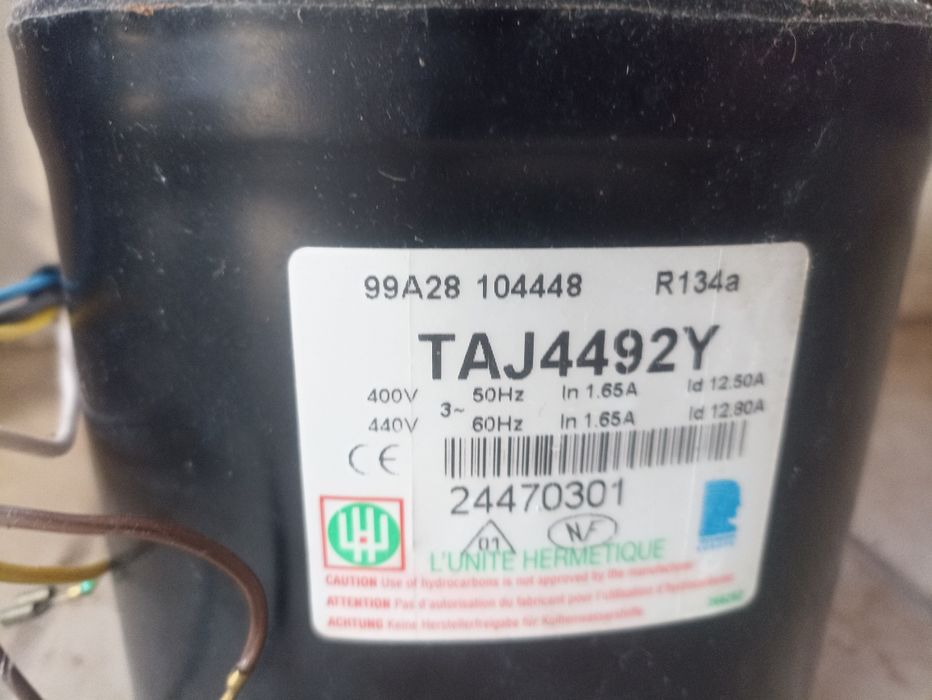 99A28 104448 R134a
TAJ4492Y
400V 50Hz In 1.65A Id 12.50A
3~
440V 60Hz In 1.65A Id 12.80A
CE
24470301
01 NF
L'UNITE HERMETIQUE
CAUTION Use of hydrocarbons is not approved by the manufacturer
ATTENTION Pas d'autorisation du fabricant pour l'utilisation d'hydrocarbures
ACHTUNG Keine Herstellerfreigabe für Kohlenwasserstoffe